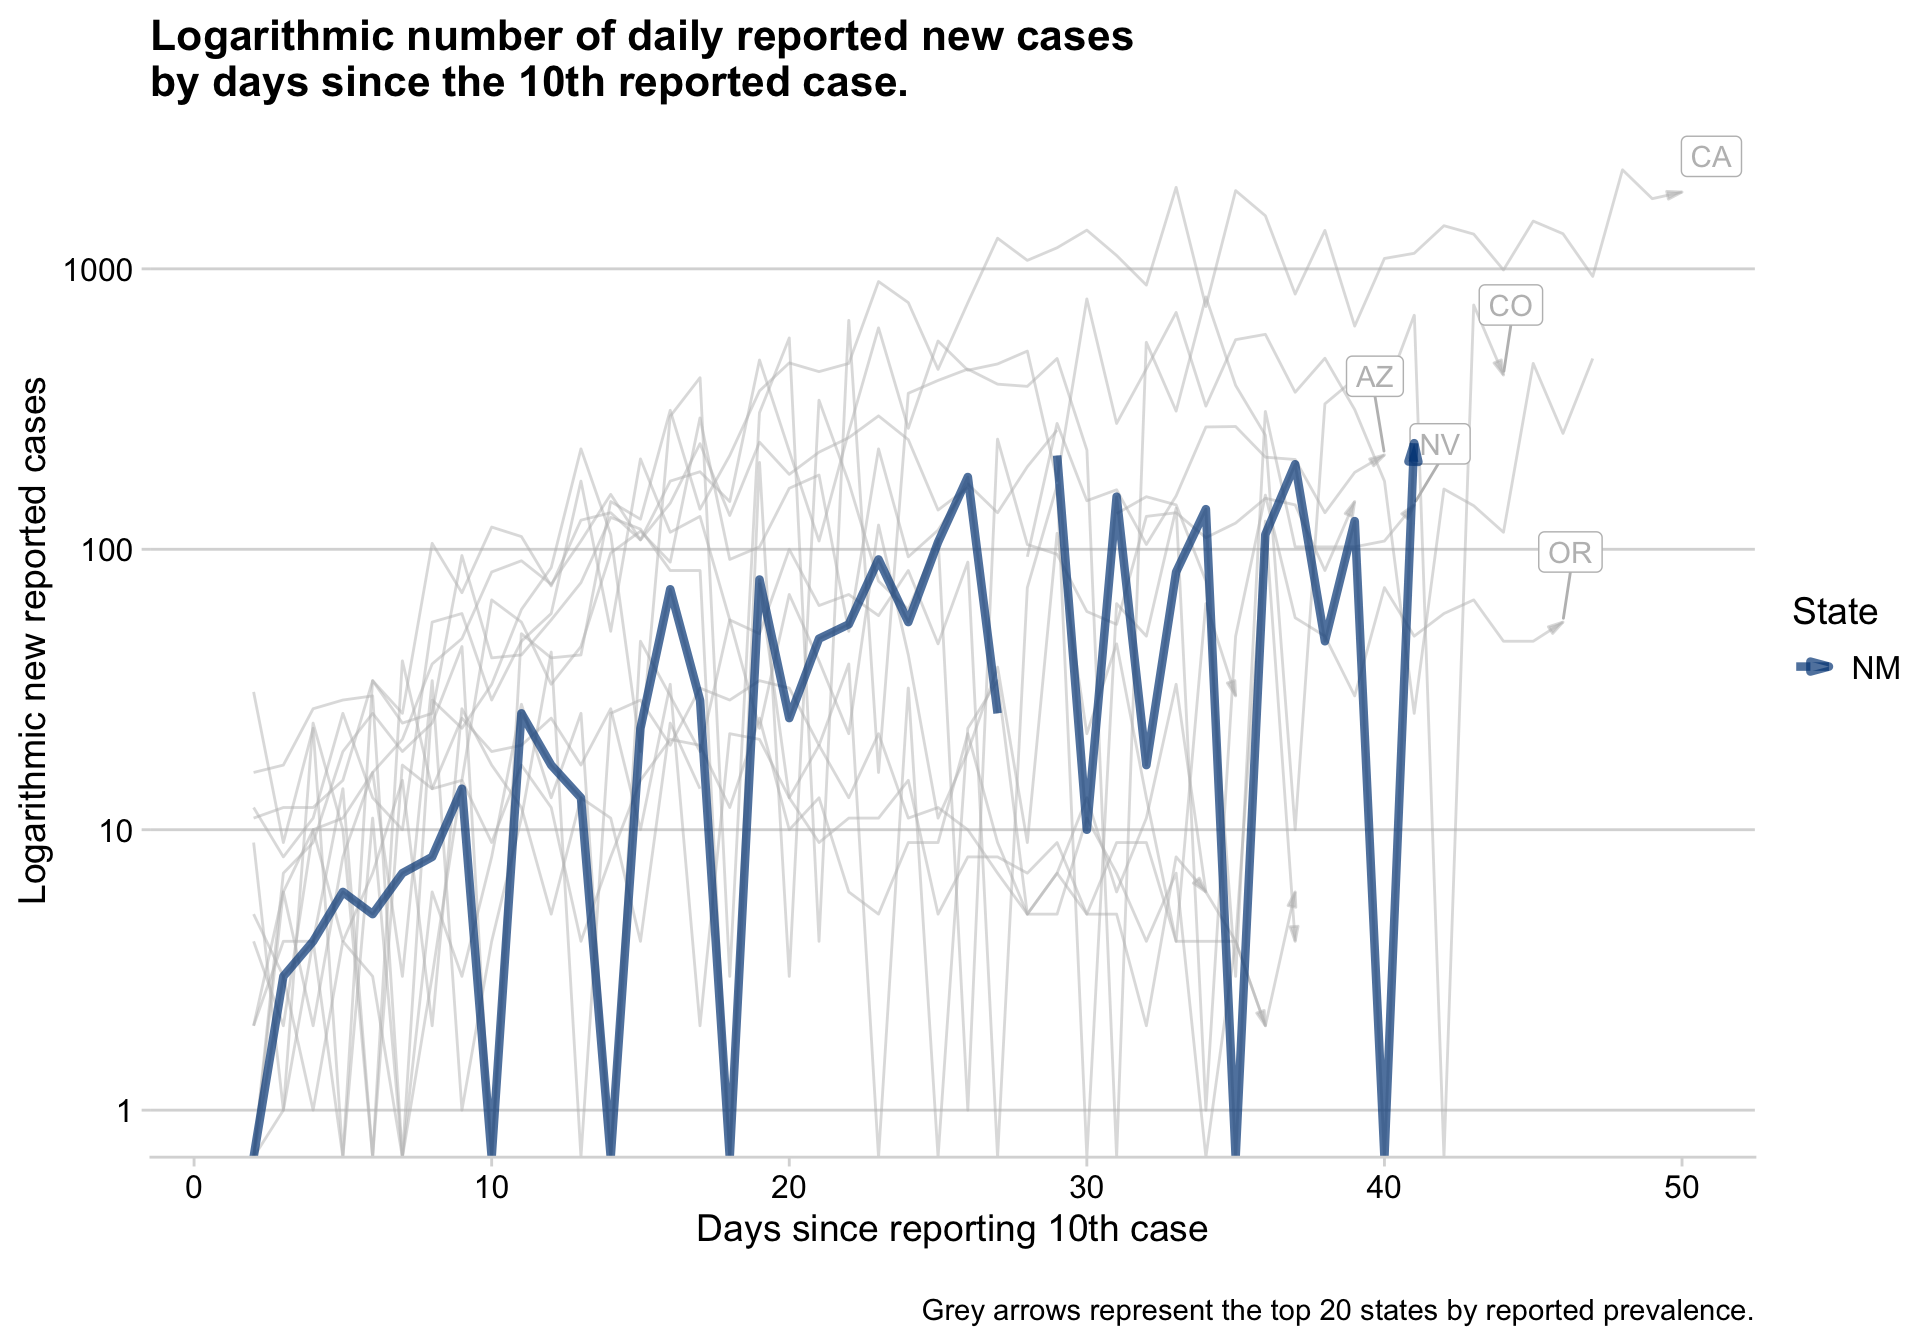 Logarithmic number of daily reported new cases
by days since the 10th reported case.
Logarithmic new reported cases
1000
100
10
1
CA
CO
AZ
NV
OR
State
NM
0 10 20 30 40 50
Days since reporting 10th case
Grey arrows represent the top 20 states by reported prevalence.